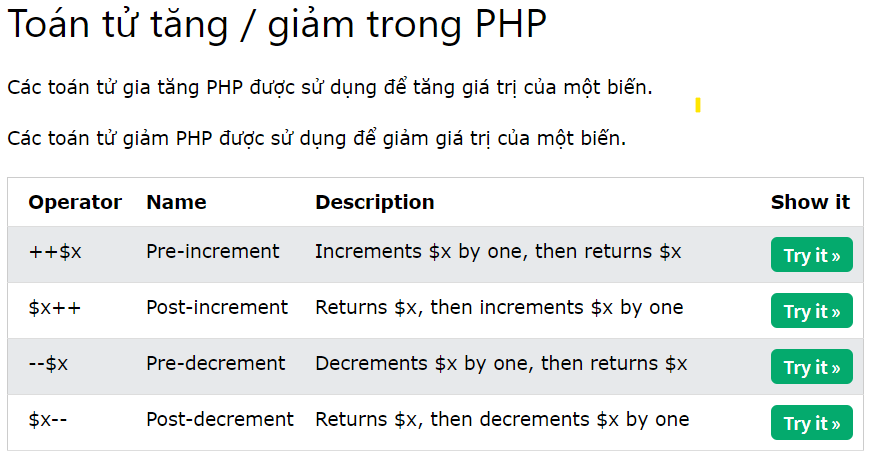 Toán tử tăng / giảm trong PHP
Các toán tử gia tăng PHP được sử dụng để tăng giá trị của một biến.
Các toán tử giảm PHP được sử dụng để giảm giá trị của một biến.
Operator Name Description Show it
++$x Pre-increment Increments $x by one, then returns $x Try it »
$x++ Post-increment Returns $x, then increments $x by one Try it »
--$x Pre-decrement Decrements $x by one, then returns $x Try it »
$x-- Post-decrement Returns $x, then decrements $x by one Try it »